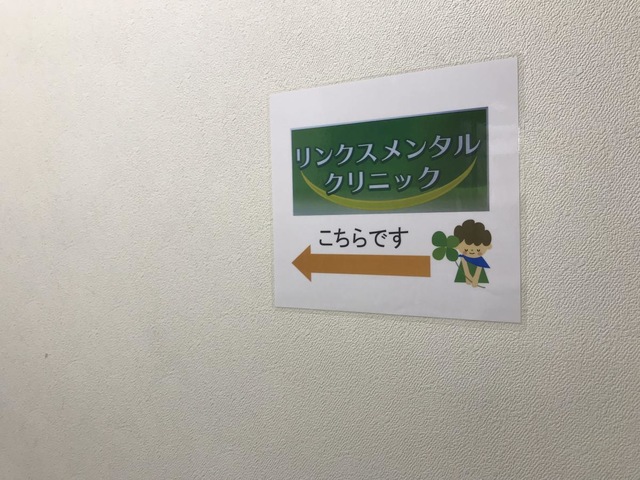 リンクスメンタル
クリニック
こちらです